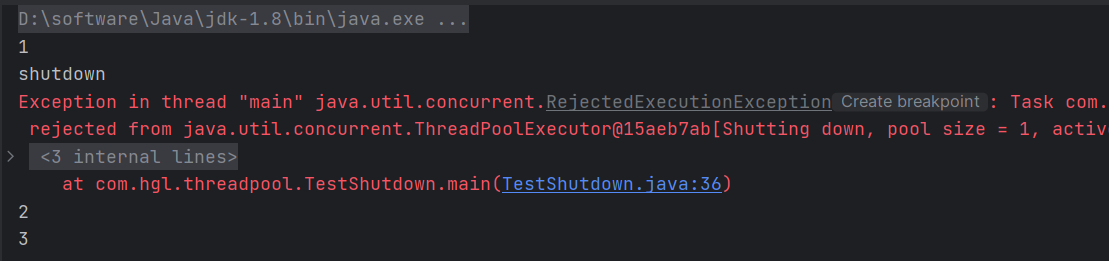 D:\software\Java\jdk-1.8\bin\java.exe ...
1
shutdown
Exception in thread "main" java.util.concurrent.RejectedExecutionException Create breakpoint : Task com.
rejected from java.util.concurrent.ThreadPoolExecutor@15aeb7ab[Shutting down, pool size = 1, activ
<3 internal lines>
at com.hgl.threadpool.TestShutdown.main(TestShutdown.java:36)
2
3